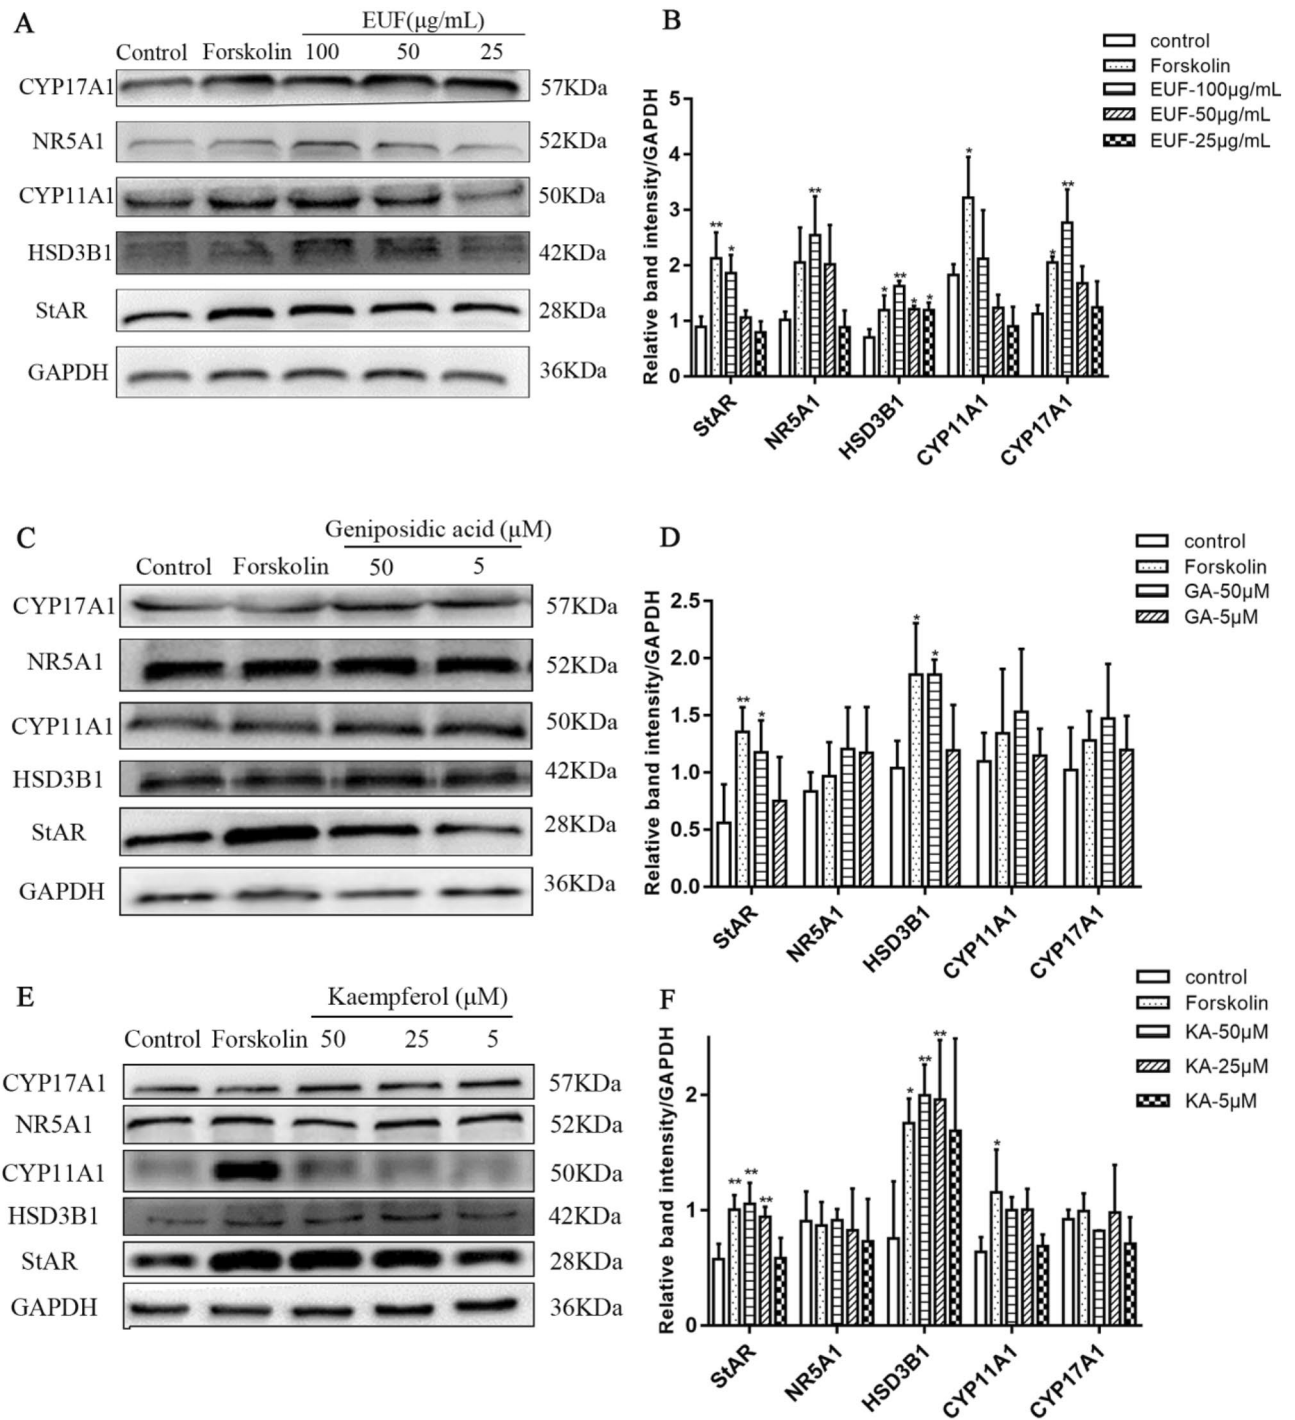 A
EUF(μg/mL)
Control Forskolin 100 50 25
CYP17A1 57KDa
NR5A1 52KDa
CYP11A1 50KDa
HSD3B1 42KDa
StAR 28KDa
GAPDH 36KDa
B
control
Forskolin
EUF-100μg/mL
EUF-50μg/mL
EUF-25μg/mL
Relative band intensity/GAPDH
5
4
3
2
1
0
** *
**
* ** * *
*
* **
StAR NR5A1 HSD3B1 CYP11A1 CYP17A1
C
Geniposidic acid (μM)
Control Forskolin 50 5
CYP17A1 57KDa
NR5A1 52KDa
CYP11A1 50KDa
HSD3B1 42KDa
StAR 28KDa
GAPDH 36KDa
D
control
Forskolin
GA-50μM
GA-5μM
Relative band intensity/GAPDH
2.5
2.0
1.5
1.0
0.5
0.0
** *
* *
StAR NR5A1 HSD3B1 CYP11A1 CYP17A1
E
Kaempferol (μM)
Control Forskolin 50 25 5
CYP17A1 57KDa
NR5A1 52KDa
CYP11A1 50KDa
HSD3B1 42KDa
StAR 28KDa
GAPDH 36KDa
F
control
Forskolin
KA-50μM
KA-25μM
KA-5μM
Relative band intensity/GAPDH
2
1
0
** ** **
* ** **
*
StAR NR5A1 HSD3B1 CYP11A1 CYP17A1